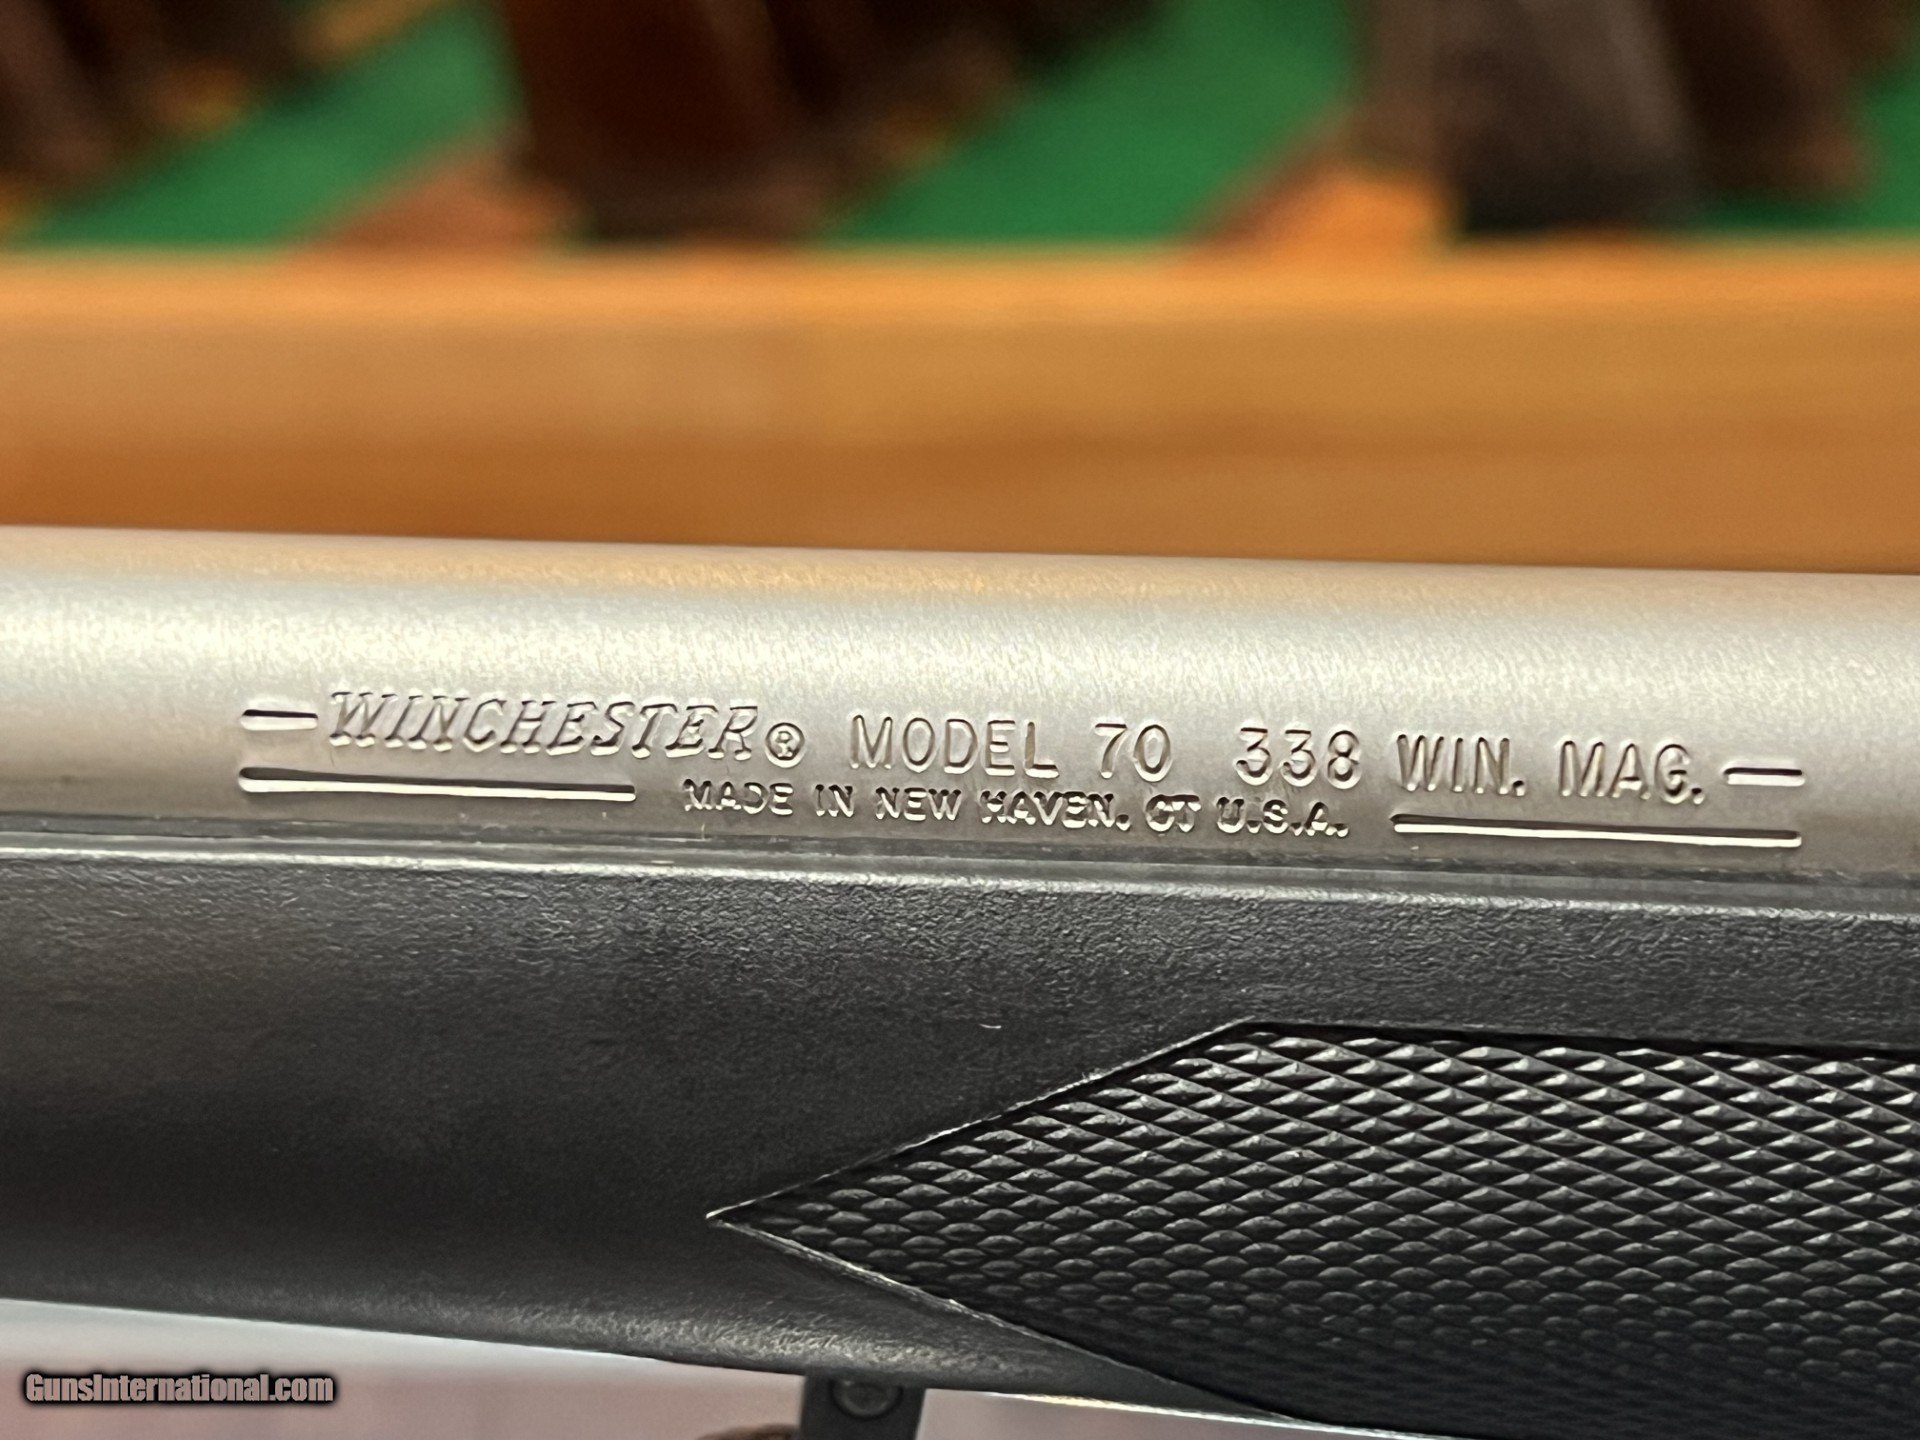 WINCHESTER® MODEL 70 338 WIN. MAG.
MADE IN NEW HAVEN, CT U.S.A.
GunsInternational.com